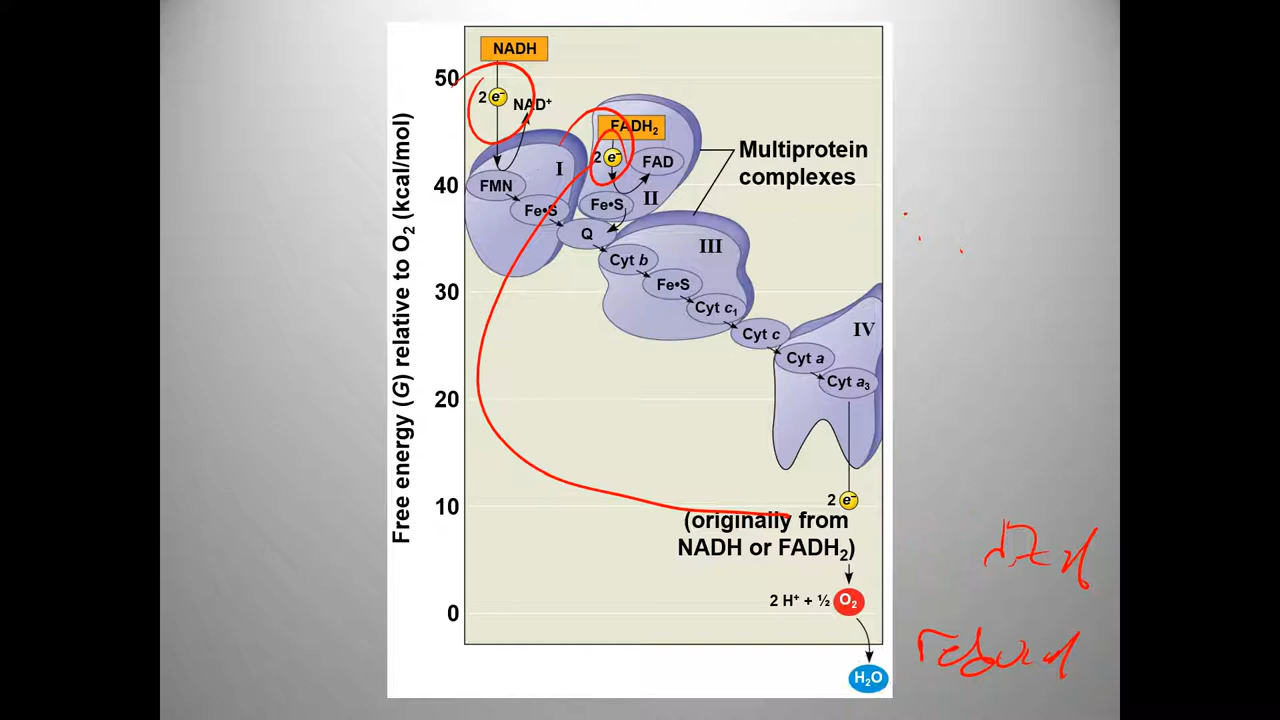 NADH
50
2 e–
NAD+
FADH2
2 e–
FAD
Multiprotein
complexes
I
40
FMN
Fe•S
Fe•S
II
Q
III
Cyt b
30
Fe•S
Cyt c1
Cyt c
IV
Cyt a
Cyt a3
20
Free energy (G) relative to O2 (kcal/mol)
10
2 e–
(originally from
NADH or FADH2)
2 H+ + ½ O2
0
H2O